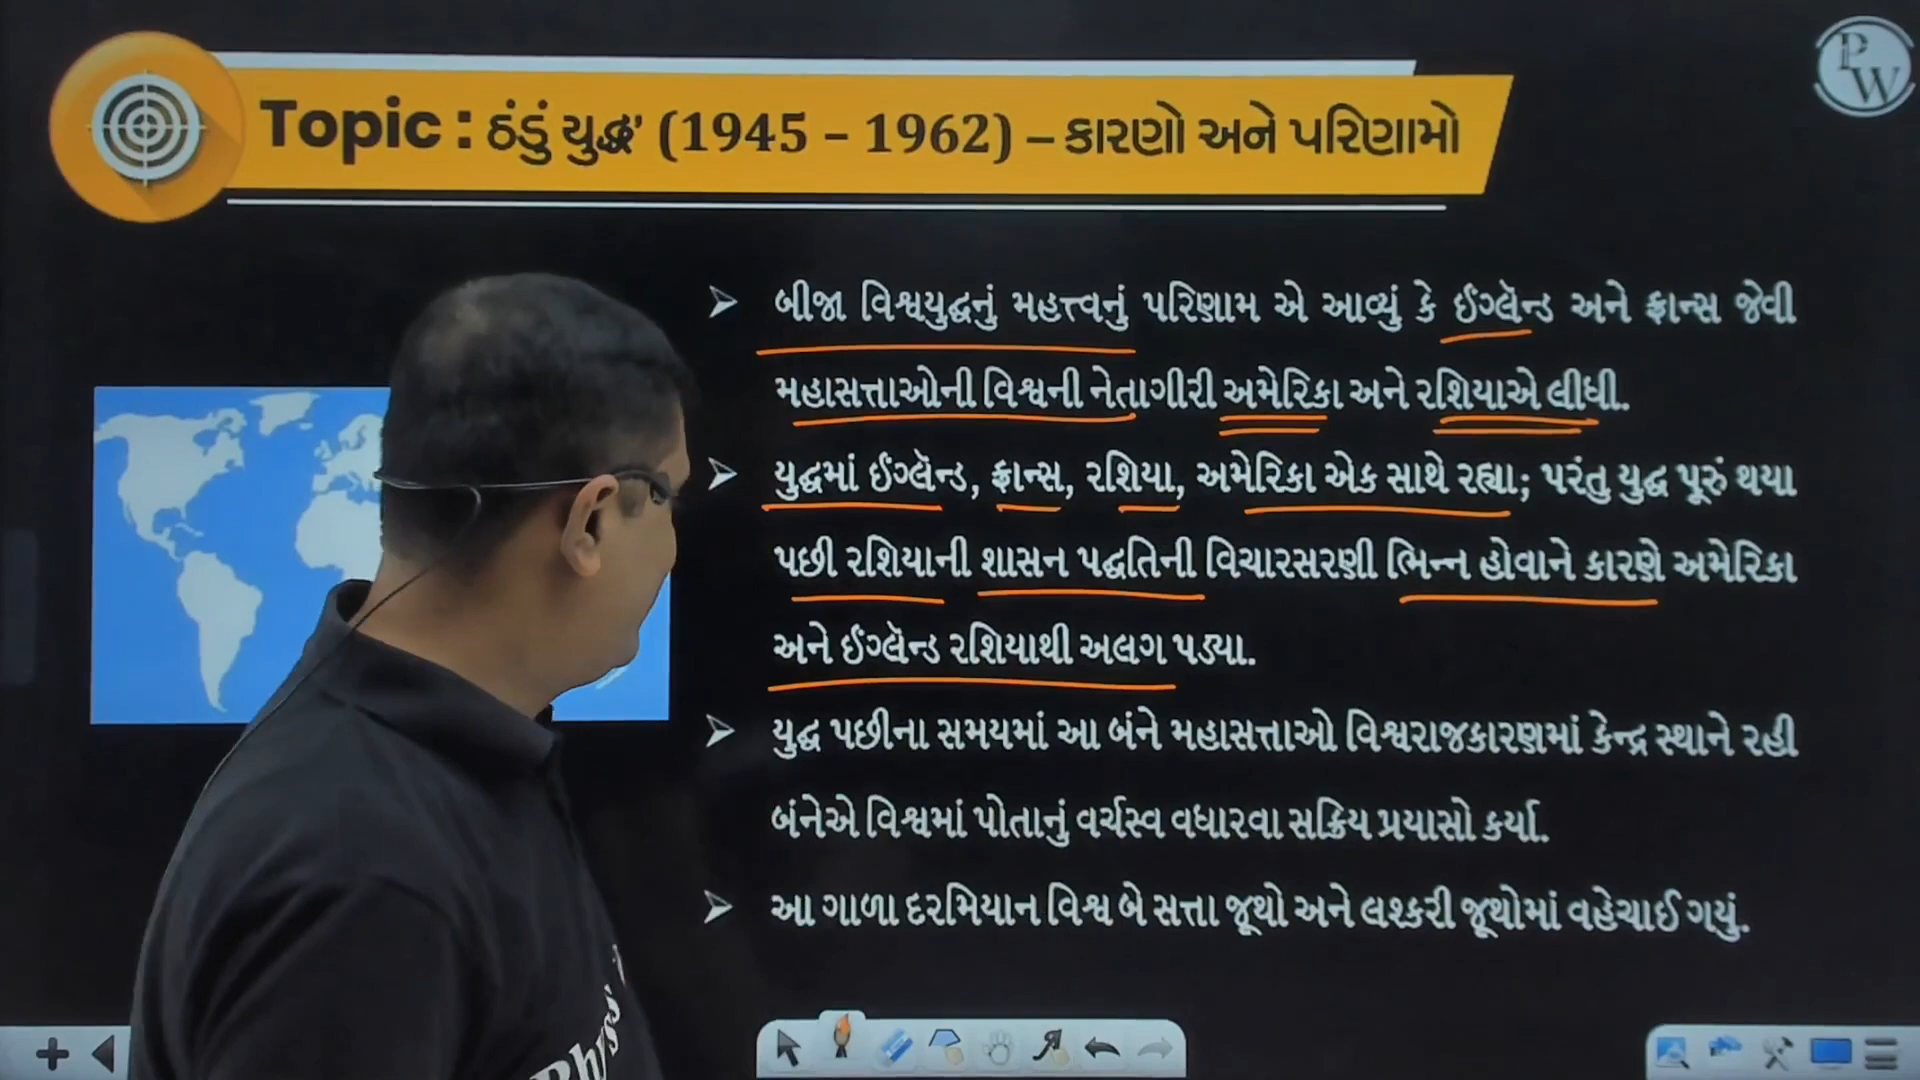 PW
Topic : ઠંડું યુદ્ધ' (1945 – 1962) – કારણો અને પરિણામો
બીજા વિશ્વયુદ્ધનું મહત્ત્વનું પરિણામ એ આવ્યું કે ઈંગ્લૅન્ડ અને ફ્રાન્સ જેવી
મહાસત્તાઓની વિશ્વની નેતાગીરી અમેરિકા અને રશિયાએ લીધી.
યુદ્ધમાં ઈંગ્લૅન્ડ, ફ્રાન્સ, રશિયા, અમેરિકા એક સાથે રહ્યા; પરંતુ યુદ્ધ પૂરું થયા
પછી રશિયાની શાસન પદ્ધતિની વિચારસરણી ભિન્ન હોવાને કારણે અમેરિકા
અને ઈંગ્લૅન્ડ રશિયાથી અલગ પડ્યા.
યુદ્ધ પછીના સમયમાં આ બંને મહાસત્તાઓ વિશ્વરાજકારણમાં કેન્દ્ર સ્થાને રહી
બંનેએ વિશ્વમાં પોતાનું વર્ચસ્વ વધારવા સક્રિય પ્રયાસો કર્યા.
આ ગાળા દરમિયાન વિશ્વ બે સત્તા જૂથો અને લશ્કરી જૂથોમાં વહેચાઈ ગયું.